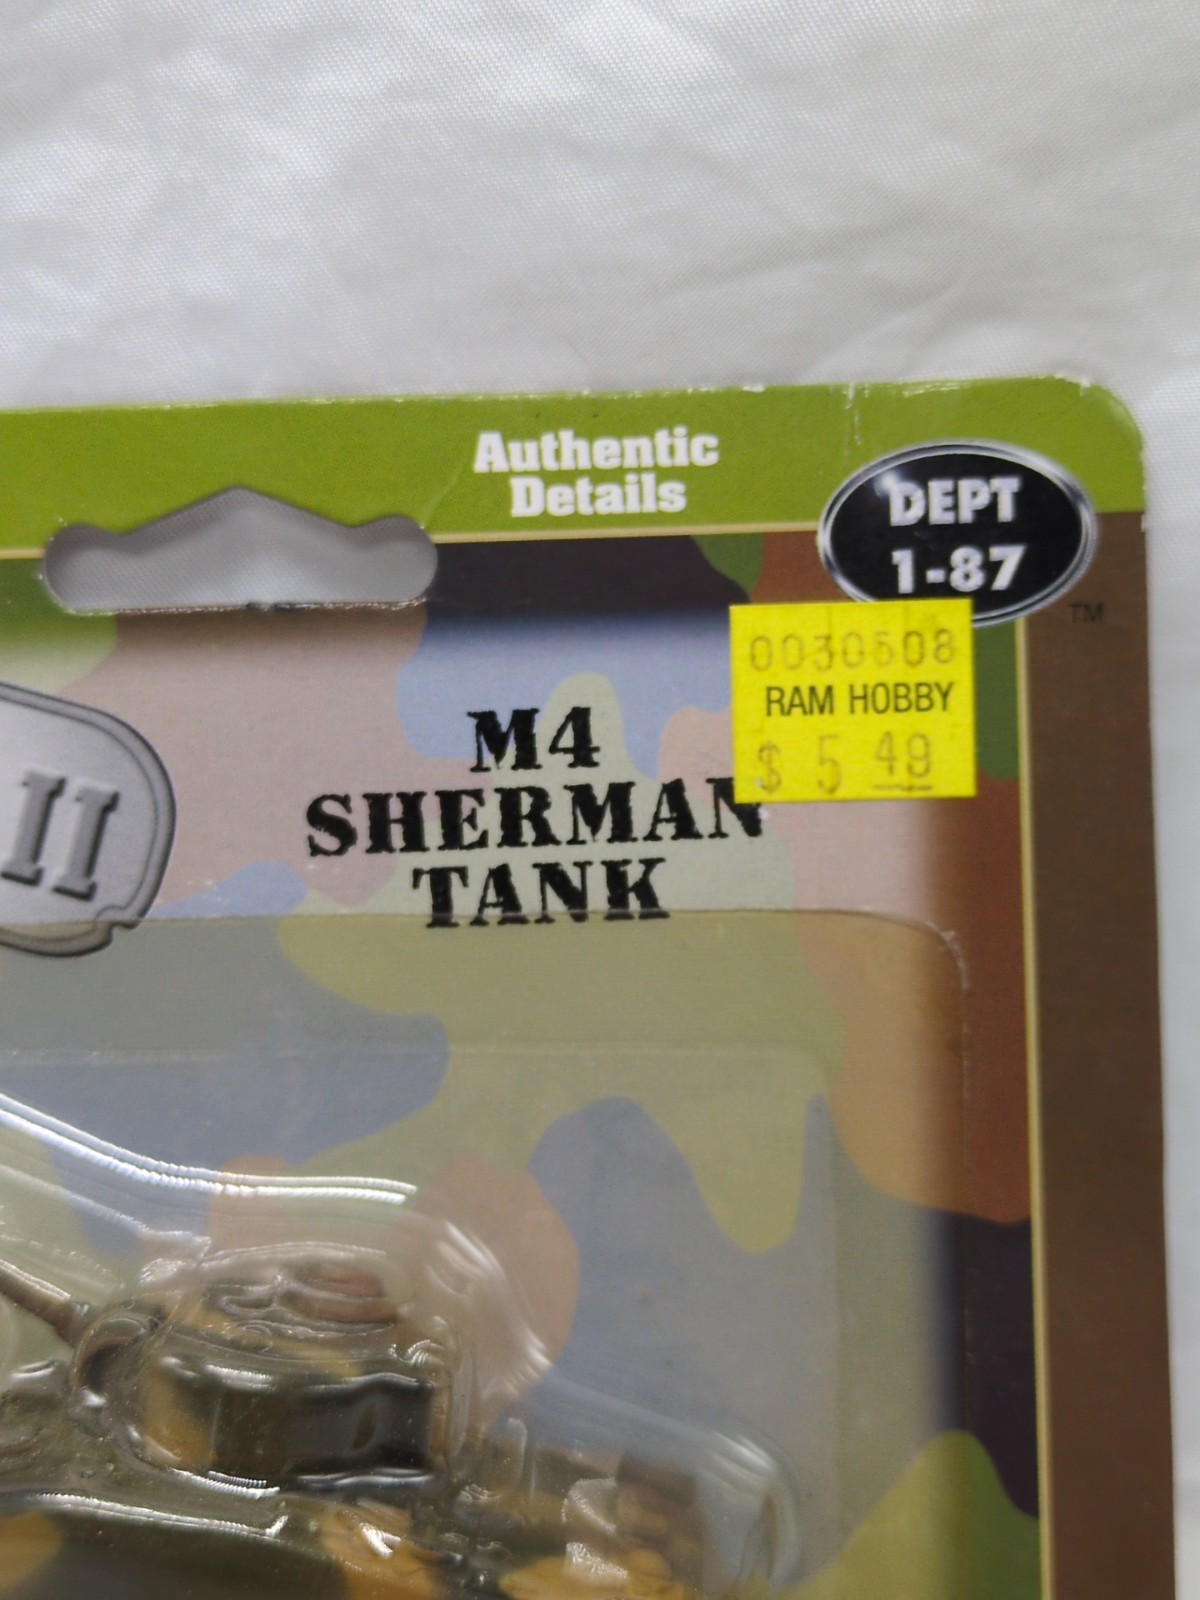 Authentic
Details
DEPT
1-87
TM
0030508
RAM HOBBY
$ 5 49
M4
SHERMAN
TANK
II